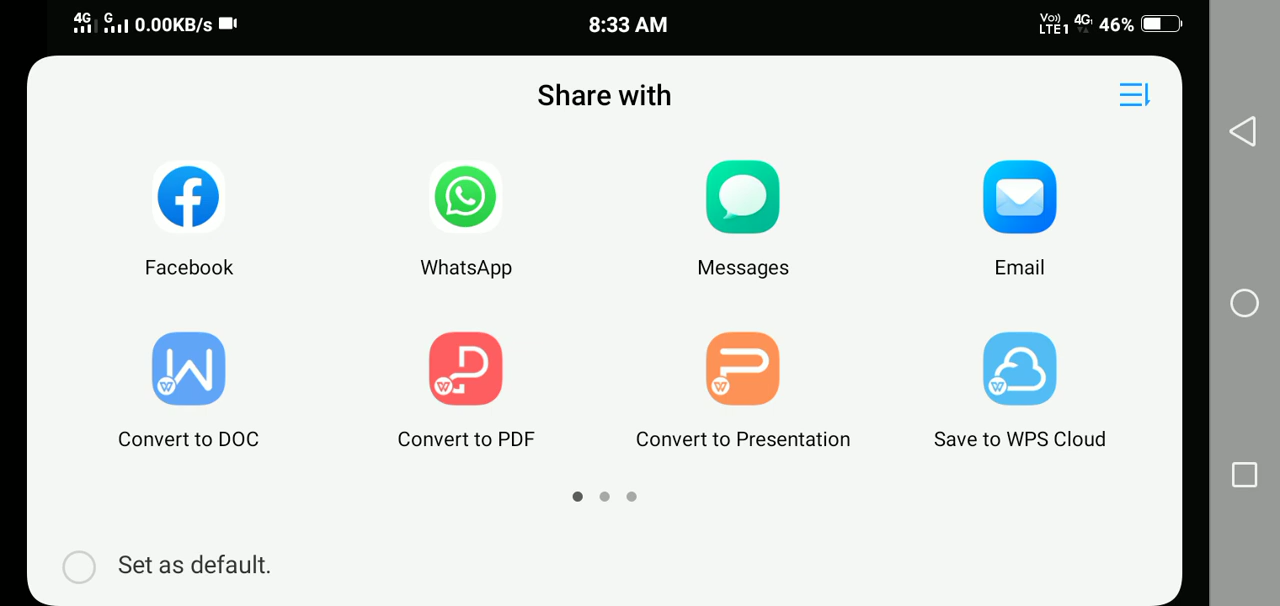 4G G 0.00KB/s 8:33 AM Vo)) LTE1 4G 46%
Share with
Facebook WhatsApp Messages Email
Convert to DOC Convert to PDF Convert to Presentation Save to WPS Cloud
Set as default.